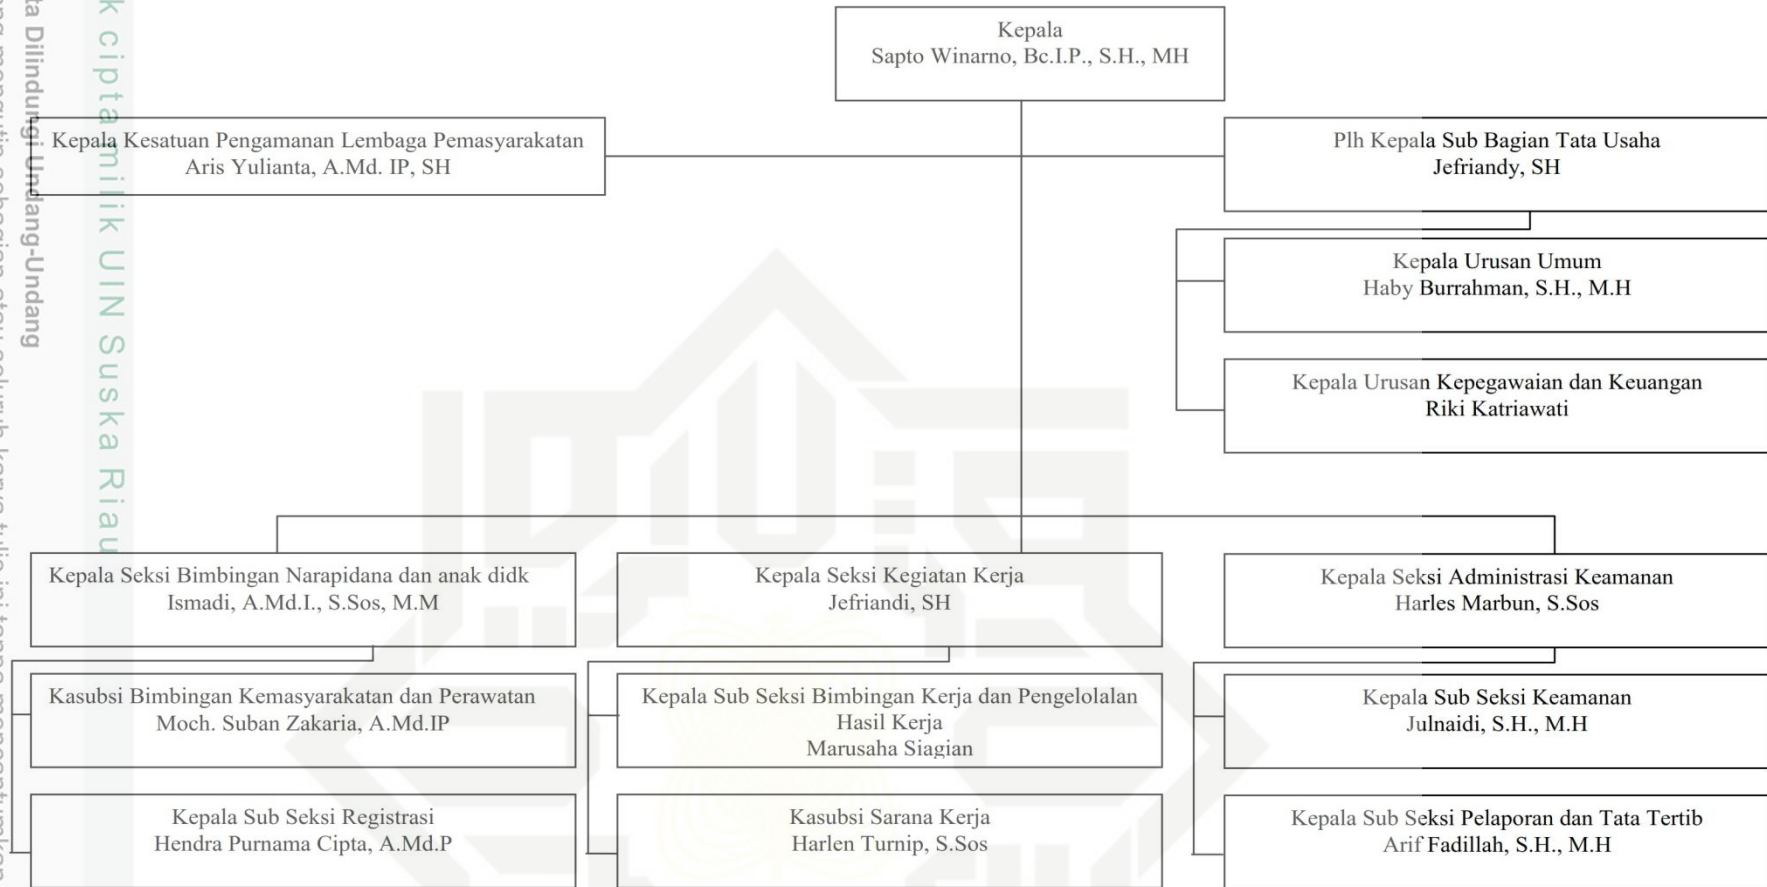 Kepala
Sapto Winarno, Bc.I.P., S.H., MH
Kepala Kesatuan Pengamanan Lembaga Pemasyarakatan
Aris Yulianta, A.Md. IP, SH
Plh Kepala Sub Bagian Tata Usaha
Jefriandy, SH
Kepala Urusan Umum
Haby Burrahman, S.H., M.H
Kepala Urusan Kepegawaian dan Keuangan
Riki Katriawati
Kepala Seksi Bimbingan Narapidana dan anak didk
Ismadi, A.Md.I., S.Sos, M.M
Kepala Seksi Kegiatan Kerja
Jefriandi, SH
Kepala Seksi Administrasi Keamanan
Harles Marbun, S.Sos
Kasubsi Bimbingan Kemasyarakatan dan Perawatan
Moch. Suban Zakaria, A.Md.IP
Kepala Sub Seksi Bimbingan Kerja dan Pengelolalan
Hasil Kerja
Marusaha Siagian
Kepala Sub Seksi Keamanan
Julnaidi, S.H., M.H
Kepala Sub Seksi Registrasi
Hendra Purnama Cipta, A.Md.P
Kasubsi Sarana Kerja
Harlen Turnip, S.Sos
Kepala Sub Seksi Pelaporan dan Tata Tertib
Arif Fadillah, S.H., M.H
k cipta milik UIN Suska Riau
ta Dilindungi Undang-Undang